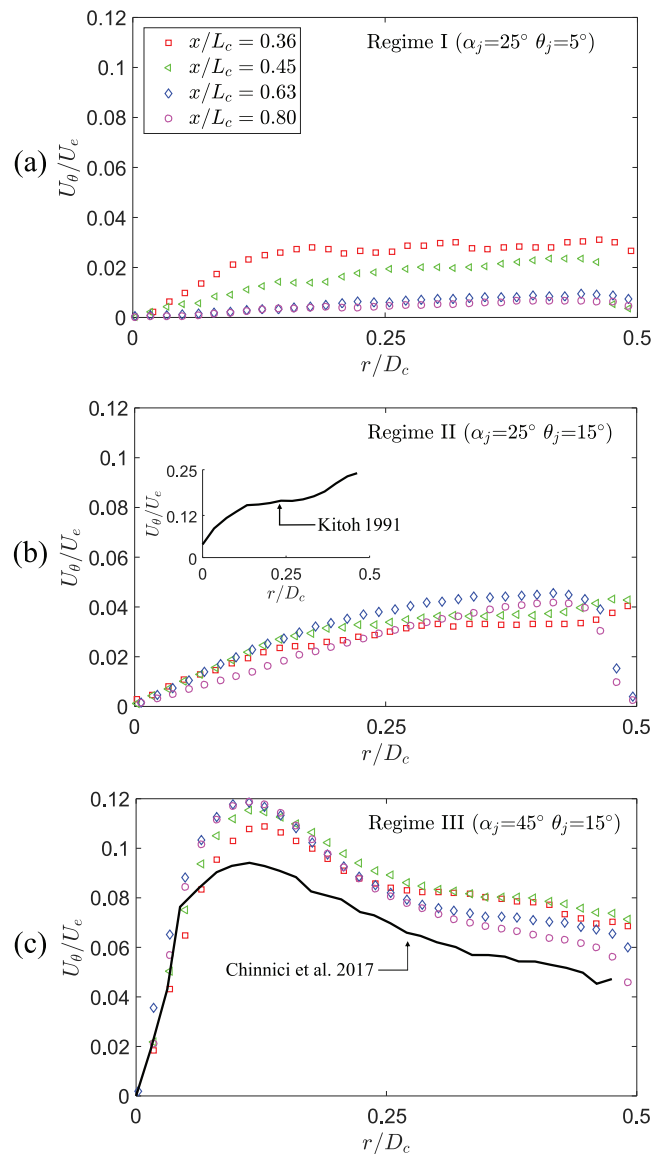 (a)
Regime I (αj=25° θj=5°)
x/Lc = 0.36
x/Lc = 0.45
x/Lc = 0.63
x/Lc = 0.80
Uθ/Ue
0.12
0.1
0.08
0.06
0.04
0.02
0
0
0.25
0.5
r/Dc
(b)
Regime II (αj=25° θj=15°)
Uθ/Ue
0.12
0.1
0.08
0.06
0.04
0.02
0
0.25
0.12
0
Uθ/Ue
0
0.25
0.5
r/Dc
Kitoh 1991
0
0.25
0.5
r/Dc
(c)
Regime III (αj=45° θj=15°)
Uθ/Ue
0.12
0.1
0.08
0.06
0.04
0.02
0
Chinnici et al. 2017
0
0.25
0.5
r/Dc